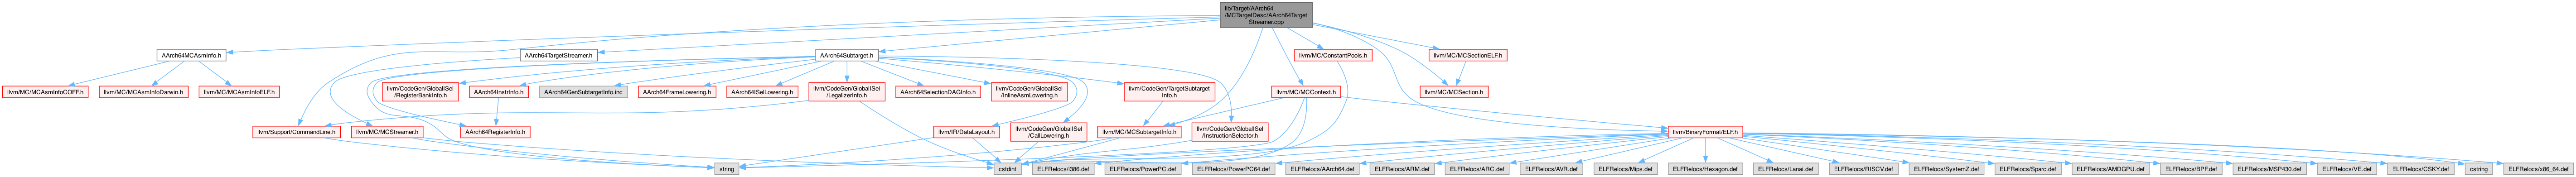 lib/Target/AArch64
/MCTargetDesc/AArch64Target
Streamer.cpp
AArch64MCAsmInfo.h
AArch64TargetStreamer.h
AArch64Subtarget.h
llvm/MC/ConstantPools.h
llvm/MC/MCSectionELF.h
llvm/MC/MCAsmInfoCOFF.h
llvm/MC/MCAsmInfoDarwin.h
llvm/MC/MCAsmInfoELF.h
llvm/CodeGen/GlobalISel
/RegisterBankInfo.h
AArch64InstrInfo.h
AArch64GenSubtargetInfo.inc
AArch64FrameLowering.h
AArch64ISelLowering.h
llvm/CodeGen/GlobalISel
/LegalizerInfo.h
AArch64SelectionDAGInfo.h
llvm/CodeGen/GlobalISel
/InlineAsmLowering.h
llvm/CodeGen/TargetSubtarget
Info.h
llvm/MC/MCContext.h
llvm/MC/MCSection.h
llvm/Support/CommandLine.h
llvm/MC/MCStreamer.h
AArch64RegisterInfo.h
llvm/IR/DataLayout.h
llvm/CodeGen/GlobalISel
/CallLowering.h
llvm/MC/MCSubtargetInfo.h
llvm/CodeGen/GlobalISel
/InstructionSelector.h
llvm/BinaryFormat/ELF.h
string
cstdint
ELFRelocs/i386.def
ELFRelocs/PowerPC.def
ELFRelocs/PowerPC64.def
ELFRelocs/AArch64.def
ELFRelocs/ARM.def
ELFRelocs/ARC.def
ELFRelocs/AVR.def
ELFRelocs/Mips.def
ELFRelocs/Hexagon.def
ELFRelocs/Lanai.def
ELFRelocs/RISCV.def
ELFRelocs/SystemZ.def
ELFRelocs/Sparc.def
ELFRelocs/AMDGPU.def
ELFRelocs/BPF.def
ELFRelocs/MSP430.def
ELFRelocs/VE.def
ELFRelocs/CSKY.def
cstring
ELFRelocs/x86_64.def